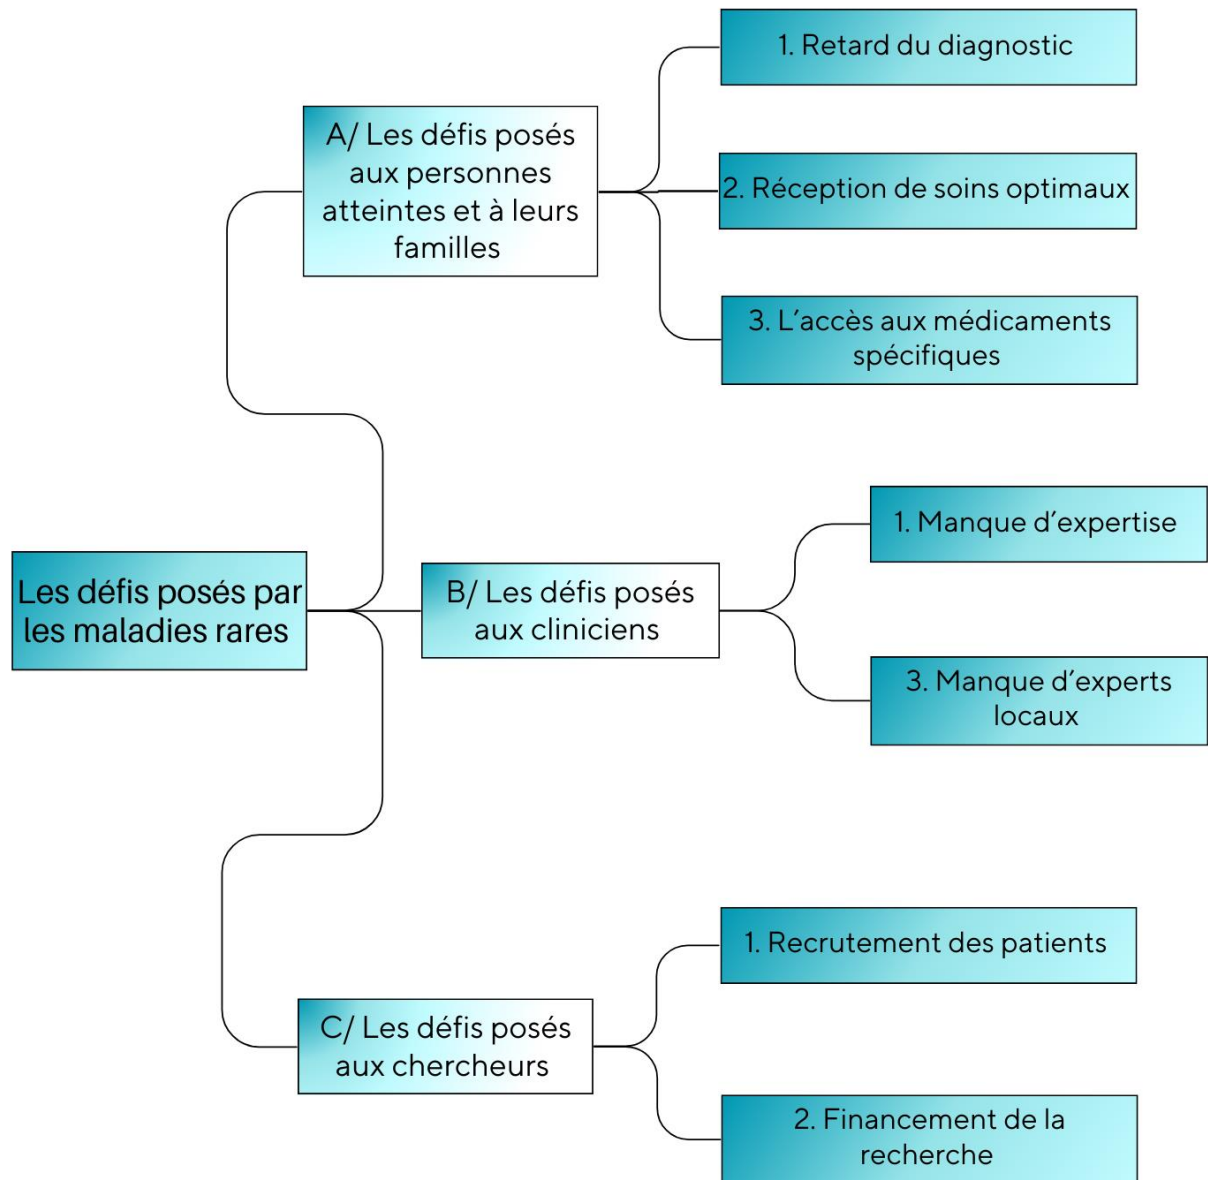 Les défis posés par
les maladies rares
A/ Les défis posés
aux personnes
atteintes et à leurs
familles
1. Retard du diagnostic
2. Réception de soins optimaux
3. L'accès aux médicaments
spécifiques
B/ Les défis posés
aux cliniciens
1. Manque d'expertise
3. Manque d'experts
locaux
C/ Les défis posés
aux chercheurs
1. Recrutement des patients
2. Financement de la
recherche